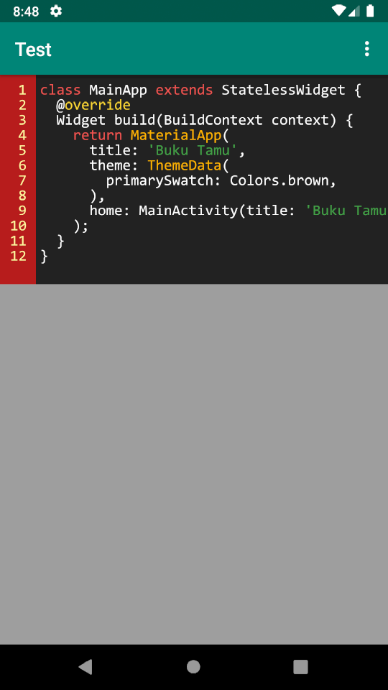 8:48
Test
1 class MainApp extends StatelessWidget {
2 @override
3 Widget build(BuildContext context) {
4 return MaterialApp(
5 title: 'Buku Tamu',
6 theme: ThemeData(
7 primarySwatch: Colors.brown,
8 ),
9 home: MainActivity(title: 'Buku Tamu
10 );
11 }
12 }